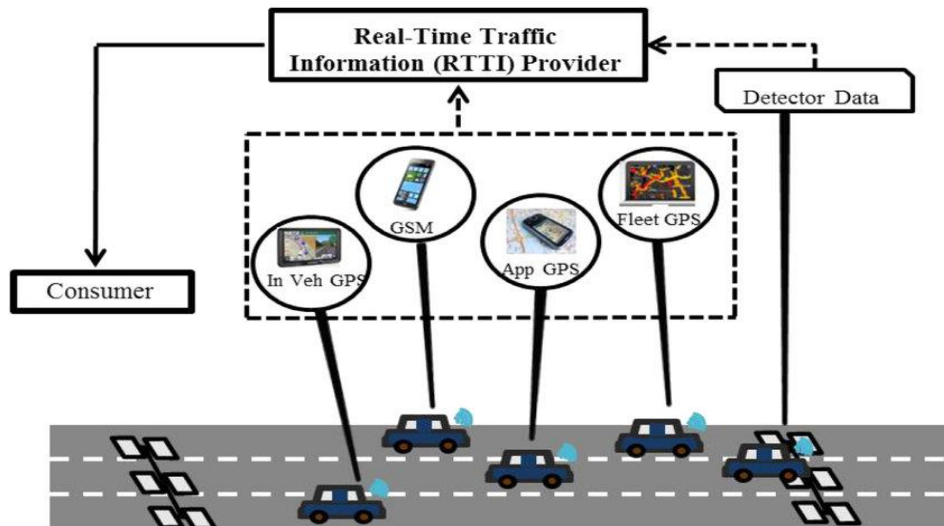 Real-Time Traffic
Information (RTTI) Provider
Detector Data
GSM
Fleet GPS
In Veh GPS
App GPS
Consumer